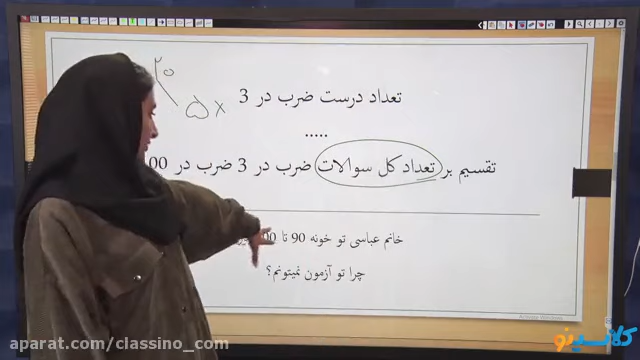 ۲۰
۵ x
تعداد درست ضرب در 3
.....
تقسیم بر تعداد کل سوالات ضرب در 3 ضرب در
خانم عباسی تو خونه 90 تا
چرا تو آزمون نمیتونم؟
کلاسینو
aparat.com/classino_com